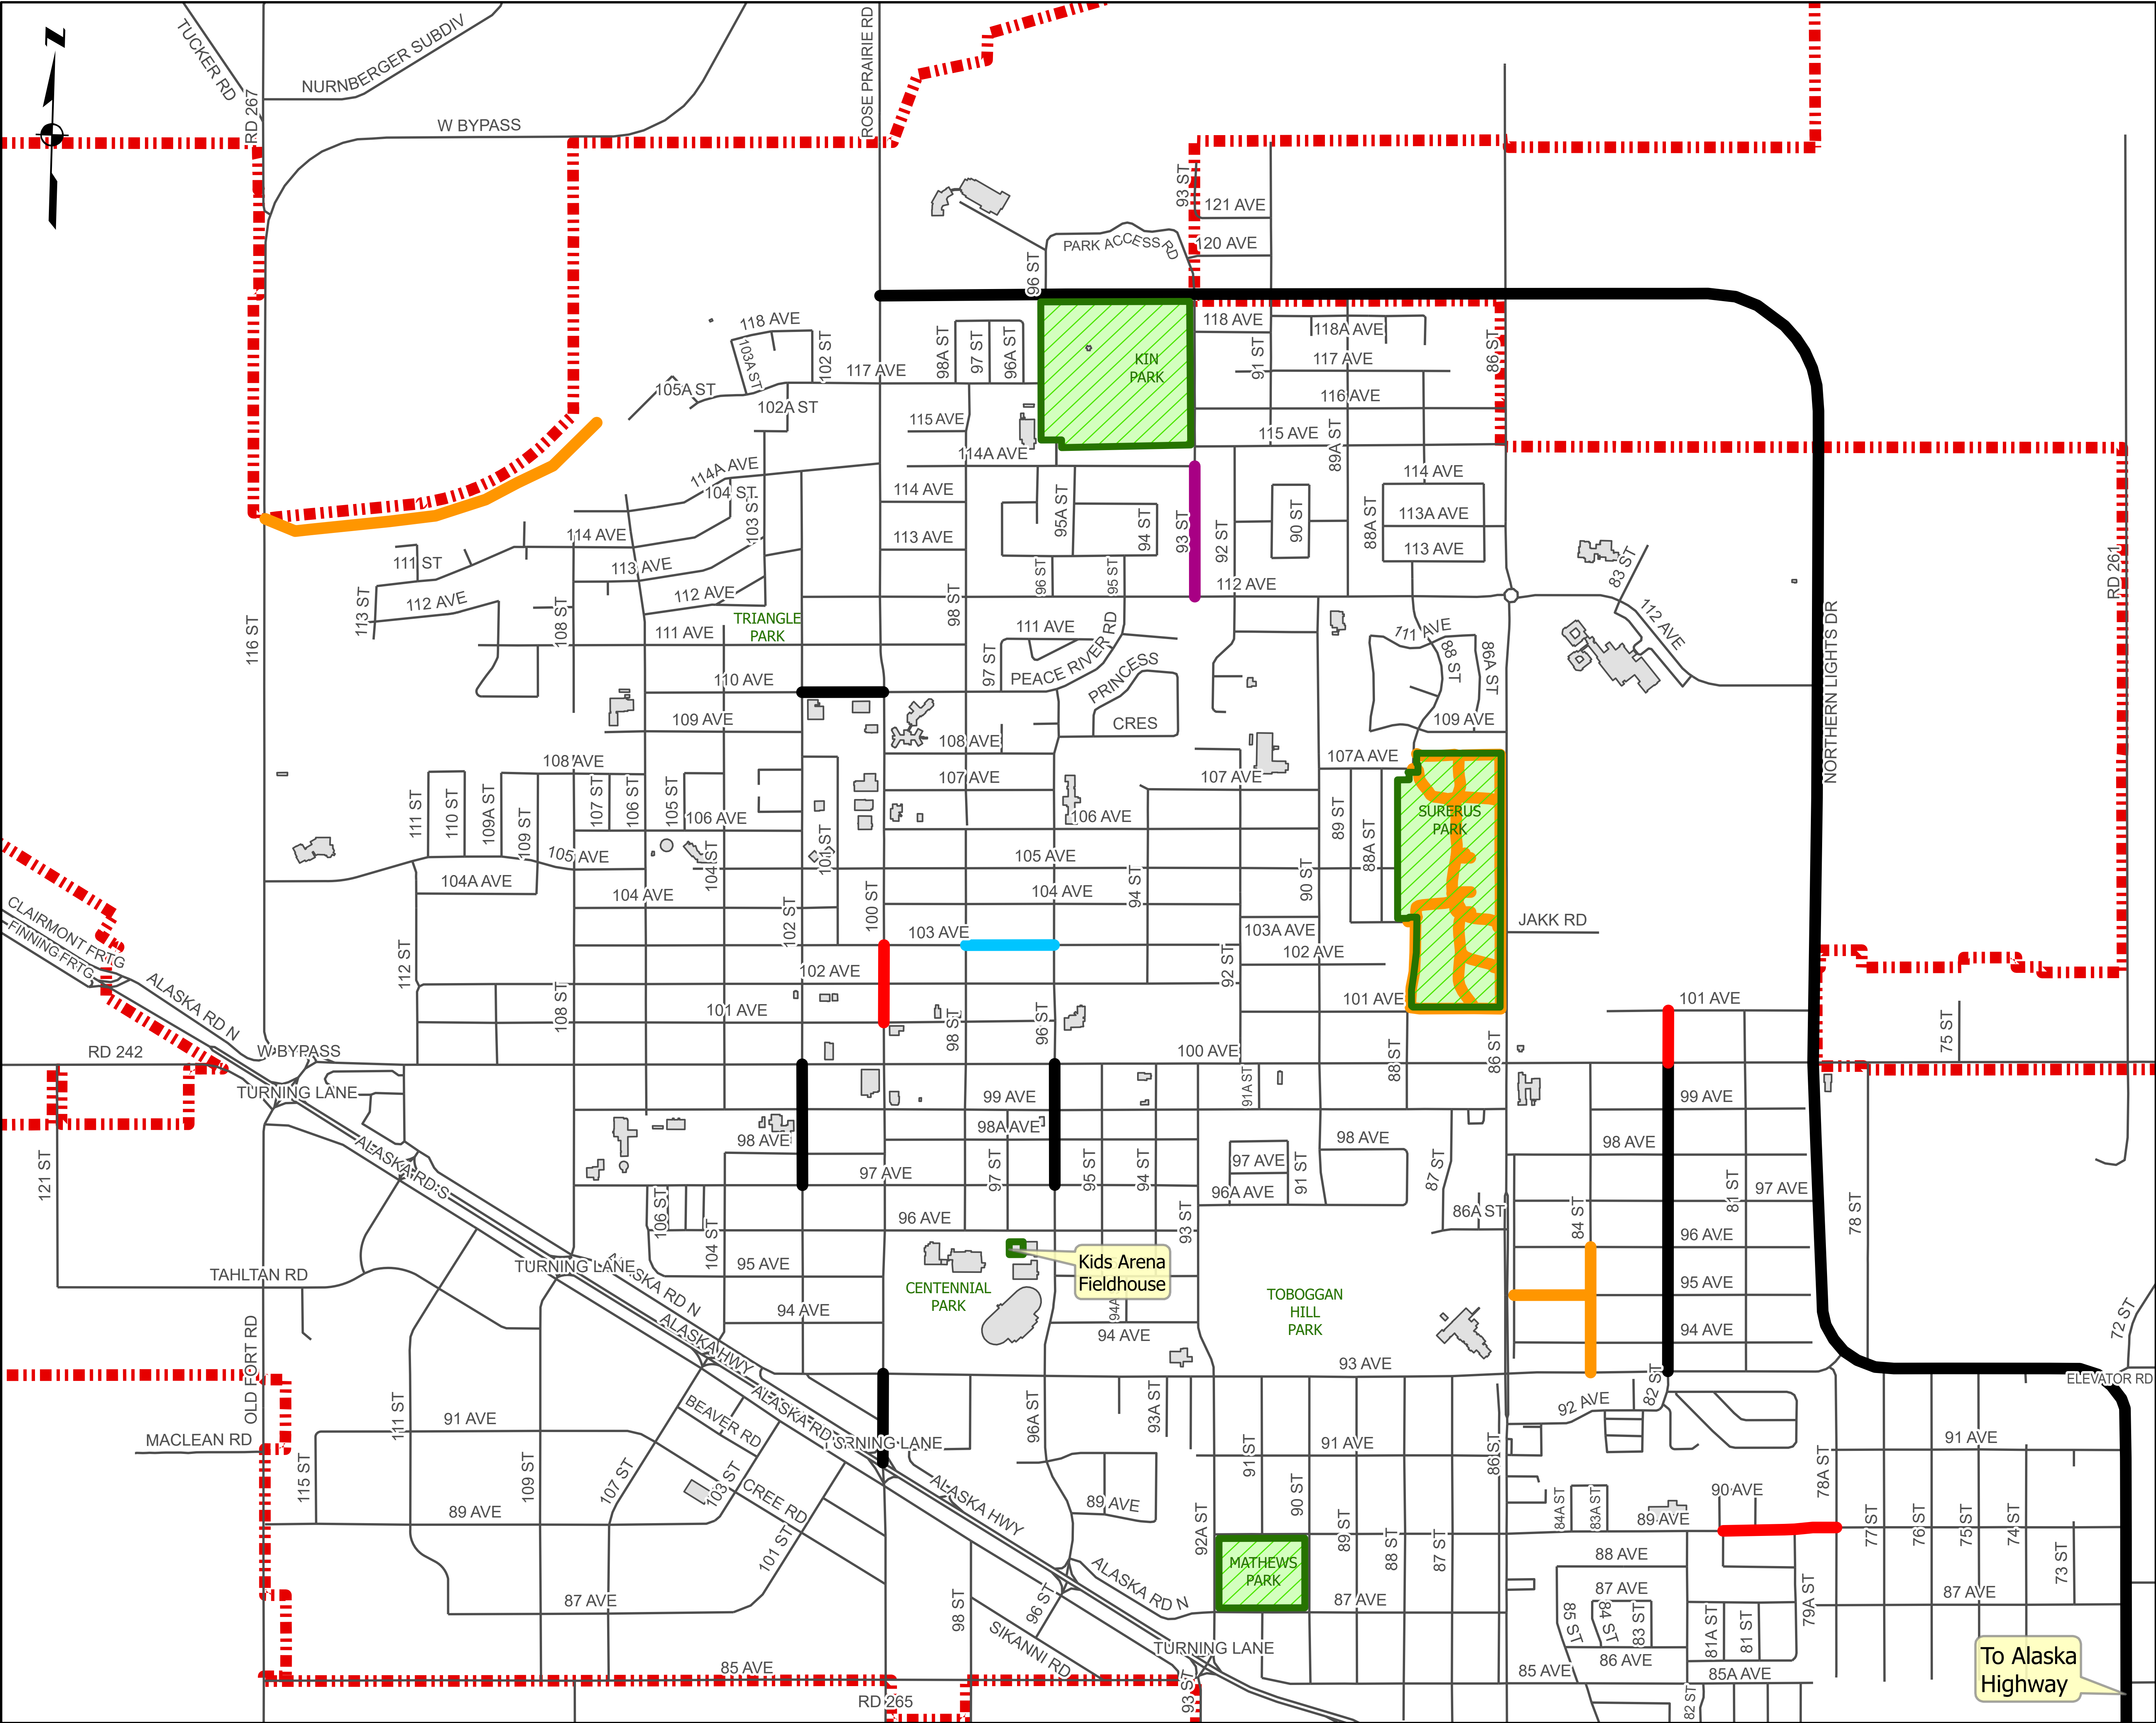 N
TUCKER RD
NURNBERGER SUBDIV
RD 267
W BYPASS
ROSE PRAIRIE RD
93 ST
121 AVE
120 AVE
PARK ACCESS RD
96 ST
118 AVE
103A ST
102 ST
117 AVE
98A ST
97 ST
96A ST
KIN
PARK
118 AVE
118A AVE
91 ST
117 AVE
86 ST
105A ST
102A ST
116 AVE
115 AVE
115 AVE
89A ST
114A AVE
114A AVE
104 ST
103 ST
114 AVE
114 AVE
95A ST
94 ST
93 ST
92 ST
90 ST
88A ST
113A AVE
114 AVE
113 AVE
113 AVE
111 ST
113 AVE
83 ST
RD 261
113 ST
112 AVE
112 AVE
108 ST
96 ST
95 ST
98 ST
112 AVE
112 AVE
116 ST
TRIANGLE
PARK
111 AVE
111 AVE
97 ST
PEACE RIVER RD
PRINCESS
CRES
111 AVE
88 ST
86A ST
NORTHERN LIGHTS DR
110 AVE
109 AVE
109 AVE
108 AVE
108 AVE
107A AVE
107 AVE
107 AVE
111 ST
110 ST
109A ST
109 ST
107 ST
106 ST
105 ST
106 AVE
106 AVE
89 ST
88A ST
SURERUS
PARK
105 AVE
104 ST
101 ST
105 AVE
104A AVE
104 AVE
104 AVE
94 ST
90 ST
102 ST
100 ST
103 AVE
103A AVE
JAKK RD
CLAIRMONT FRTG
FINNING FRTG
ALASKA RD N
112 ST
102 AVE
92 ST
102 AVE
108 ST
101 AVE
98 ST
96 ST
101 AVE
101 AVE
75 ST
RD 242
W BYPASS
100 AVE
88 ST
86 ST
TURNING LANE
91A ST
99 AVE
99 AVE
98A AVE
98 AVE
98 AVE
98 AVE
ALASKA RD S
121 ST
97 AVE
97 ST
95 ST
94 ST
97 AVE
91 ST
96A AVE
87 ST
97 AVE
81 ST
78 ST
106 ST
104 ST
96 AVE
93 ST
86A ST
84 ST
96 AVE
TAHLTAN RD
TURNING LANE
ALASKA RD N
95 AVE
Kids Arena
Fieldhouse
CENTENNIAL
PARK
TOBOGGAN
HILL
PARK
95 AVE
94 AVE
94A
94 AVE
94 AVE
72 ST
OLD FORT RD
ALASKA HWY
93 AVE
ELEVATOR RD
111 ST
ALASKA RD S
82 ST
92 AVE
91 AVE
BEAVER RD
96A ST
93A ST
MACLEAN RD
TURNING LANE
91 ST
91 AVE
86 ST
91 AVE
115 ST
109 ST
107 ST
103 ST
CREE RD
ALASKA HWY
89 AVE
90 ST
84A ST
83A ST
90 AVE
78A ST
89 AVE
89 AVE
92A ST
89 ST
88 ST
87 ST
77 ST
76 ST
75 ST
74 ST
101 ST
MATHEWS
PARK
88 AVE
73 ST
ALASKA RD N
87 AVE
98 ST
96 ST
87 AVE
87 AVE
87 AVE
85 ST
84 ST
83 ST
81A ST
81 ST
79A ST
SIKANNI RD
TURNING LANE
86 AVE
85 AVE
93 ST
85 AVE
85A AVE
RD 265
82 ST
To Alaska
Highway